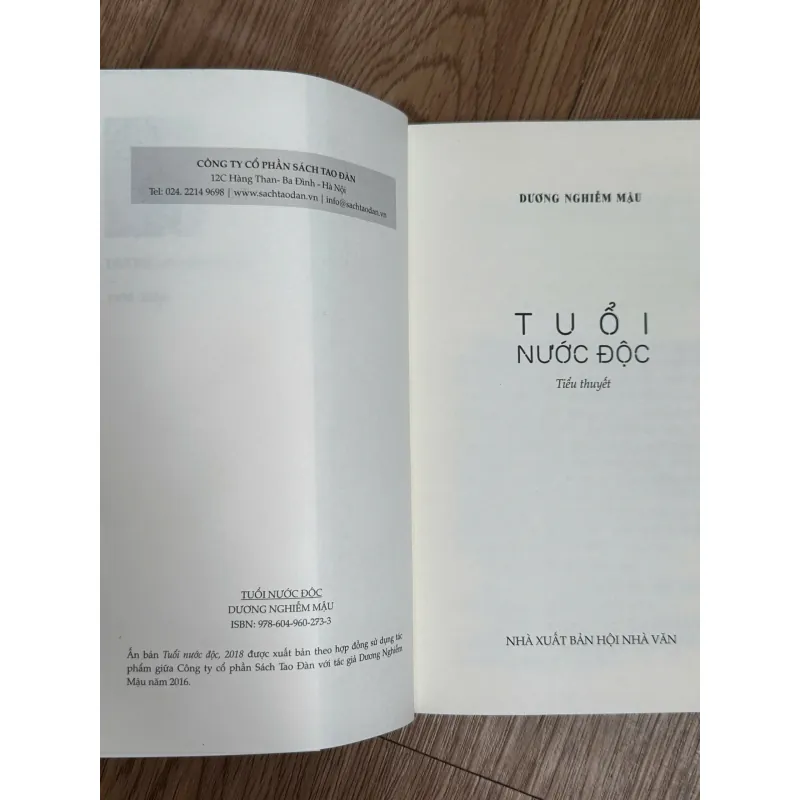 CÔNG TY CỔ PHẦN SÁCH TAO ĐÀN
12C Hàng Than- Ba Đình - Hà Nội
Tel: 024. 2214 9698 | www.sachtaodan.vn | info@sachtaodan.vn
TUỔI NƯỚC ĐỘC
DƯƠNG NGHIỄM MẬU
ISBN: 978-604-960-273-3
Ấn bản Tuổi nước độc, 2018 được xuất bản theo hợp đồng sử dụng tác
phẩm giữa Công ty cổ phần Sách Tao Đàn với tác giả Dương Nghiễm
Mậu năm 2016.
DƯƠNG NGHIỄM MẬU
TUỔI
NƯỚC ĐỘC
Tiểu thuyết
NHÀ XUẤT BẢN HỘI NHÀ VĂN